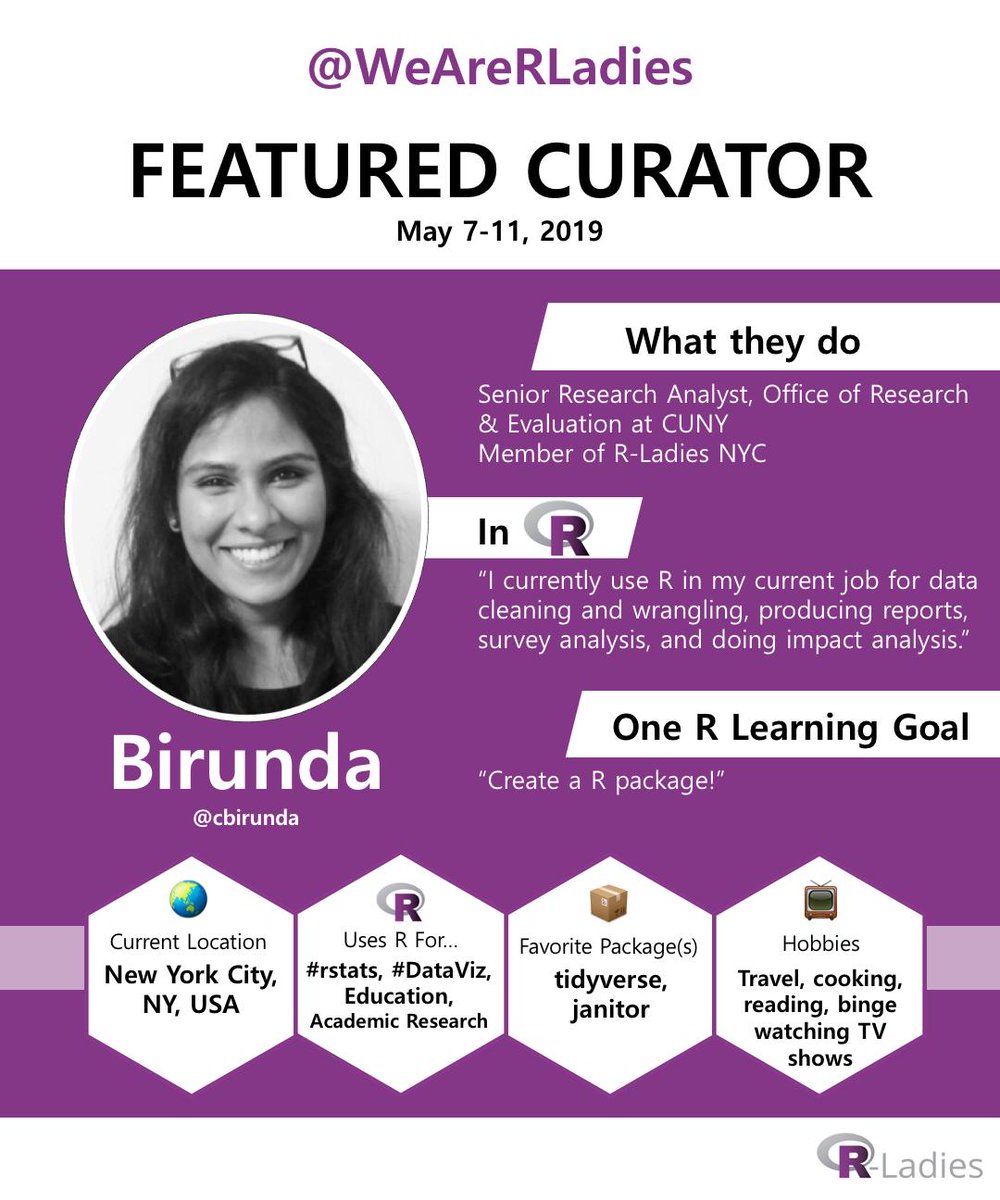 @WeAreRLadies
FEATURED CURATOR
May 7-11, 2019
What they do
Senior Research Analyst, Office of Research
& Evaluation at CUNY
Member of R-Ladies NYC
In R
“I currently use R in my current job for data
cleaning and wrangling, producing reports,
survey analysis, and doing impact analysis.”
One R Learning Goal
“Create a R package!”
Birunda
@cbirunda
Current Location
New York City,
NY, USA
R
Uses R For...
#rstats, #DataViz,
Education,
Academic Research
Favorite Package(s)
tidyverse,
janitor
Hobbies
Travel, cooking,
reading, binge
watching TV
shows
R-Ladies